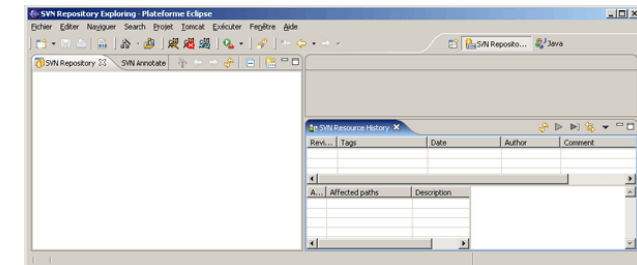 SVN Repository Exploring - Plateforme Eclipse
Fichier Editer Naviguer Search Projet Tomcat Exécuter Fenêtre Aide
SVN Reposito... Java
SVN Repository SVN Annotate
SVN Resource History
Revi... Tags Date Author Comment
A... Affected paths Description